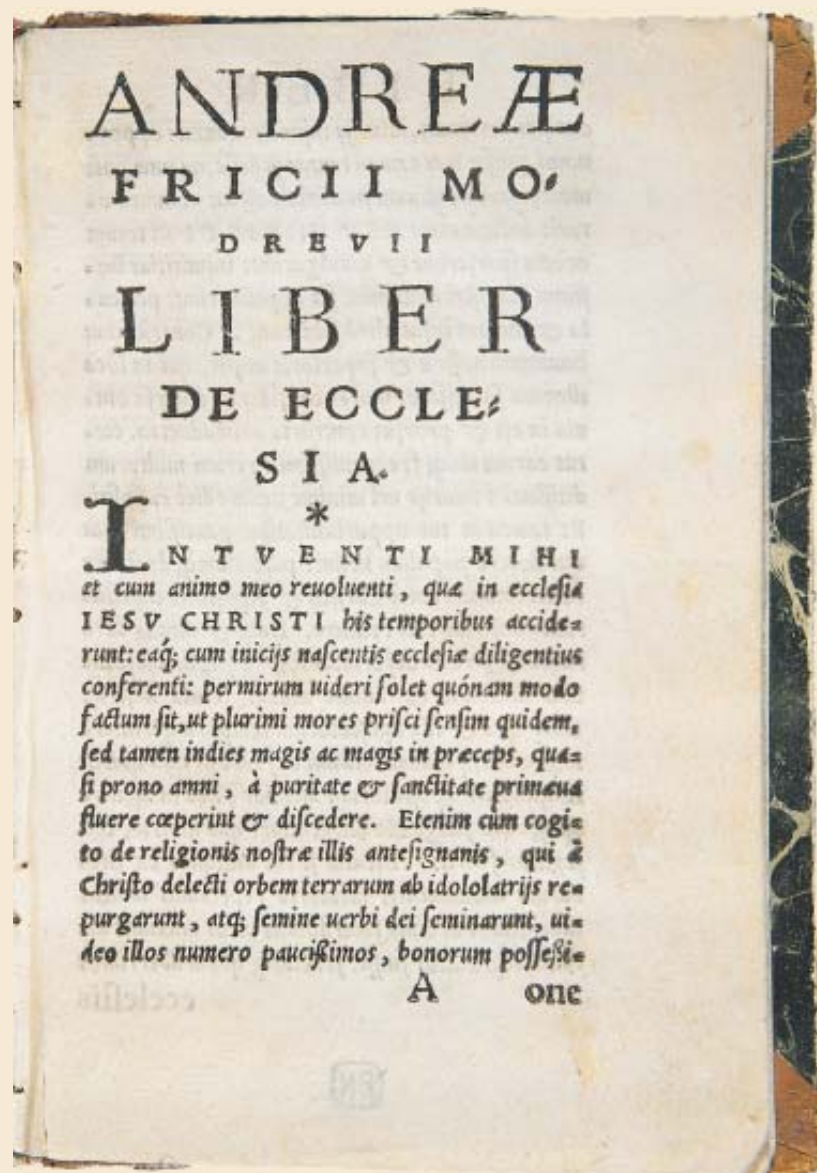 ANDREÆ
FRICII MO-
DREVII
LIBER
DE ECCLE-
SIA.
*
INTVENTI MIHI
et cum animo meo reuoluenti, quæ in ecclesia
IESV CHRISTI his temporibus accide-
runt: eaq́; cum inicijs nascentis ecclesiæ diligentius
conferenti: permirum uideri solet quónam modo
factum sit, ut plurimi mores prisci sensim quidem,
sed tamen indies magis ac magis in præceps, qua-
si prono amni, à puritate & sanctitate primæua
fluere cœperint & discedere. Etenim cùm cogi-
to de religionis nostræ illis antesignanis, qui à
Christo delecti orbem terrarum ab idololatrijs re-
purgarunt, atq; semine uerbi dei seminarunt, ui-
deo illos numero paucißimos, bonorum possessi-
A one